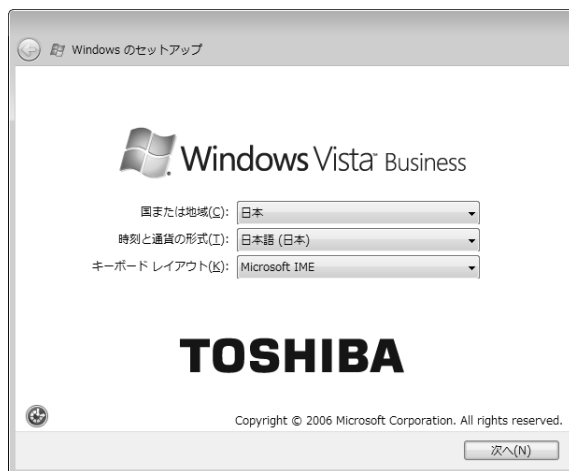 Windows のセットアップ
Windows Vista™ Business
国または地域(C): 日本
時刻と通貨の形式(T): 日本語 (日本)
キーボード レイアウト(K): Microsoft IME
TOSHIBA
Copyright © 2006 Microsoft Corporation. All rights reserved.
次へ(N)